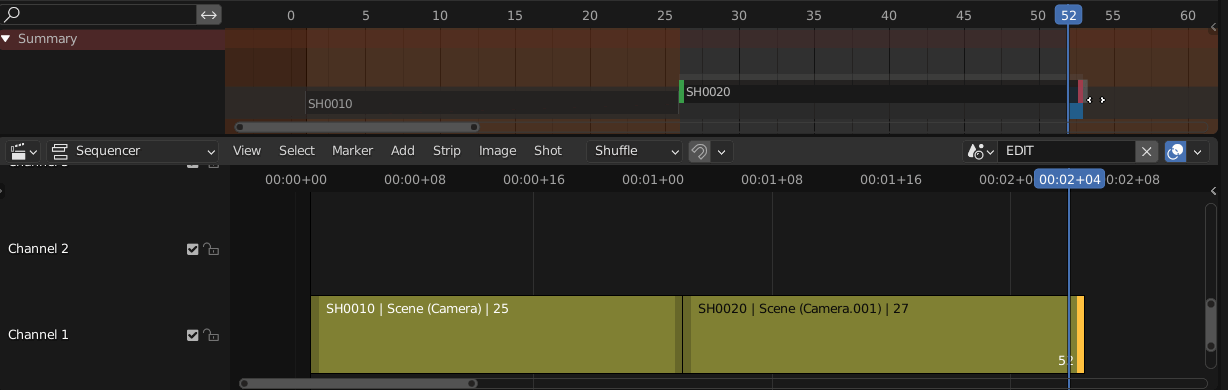 0 5 10 15 20 25 30 35 40 45 50 52 55 60
Summary
SH0020
SH0010
Sequencer View Select Marker Add Strip Image Shot Shuffle EDIT
00:00+00 00:00+08 00:00+16 00:01+00 00:01+08 00:01+16 00:02+0 00:02+04 0:02+08
Channel 2
SH0010 | Scene (Camera) | 25 SH0020 | Scene (Camera.001) | 27
Channel 1
52